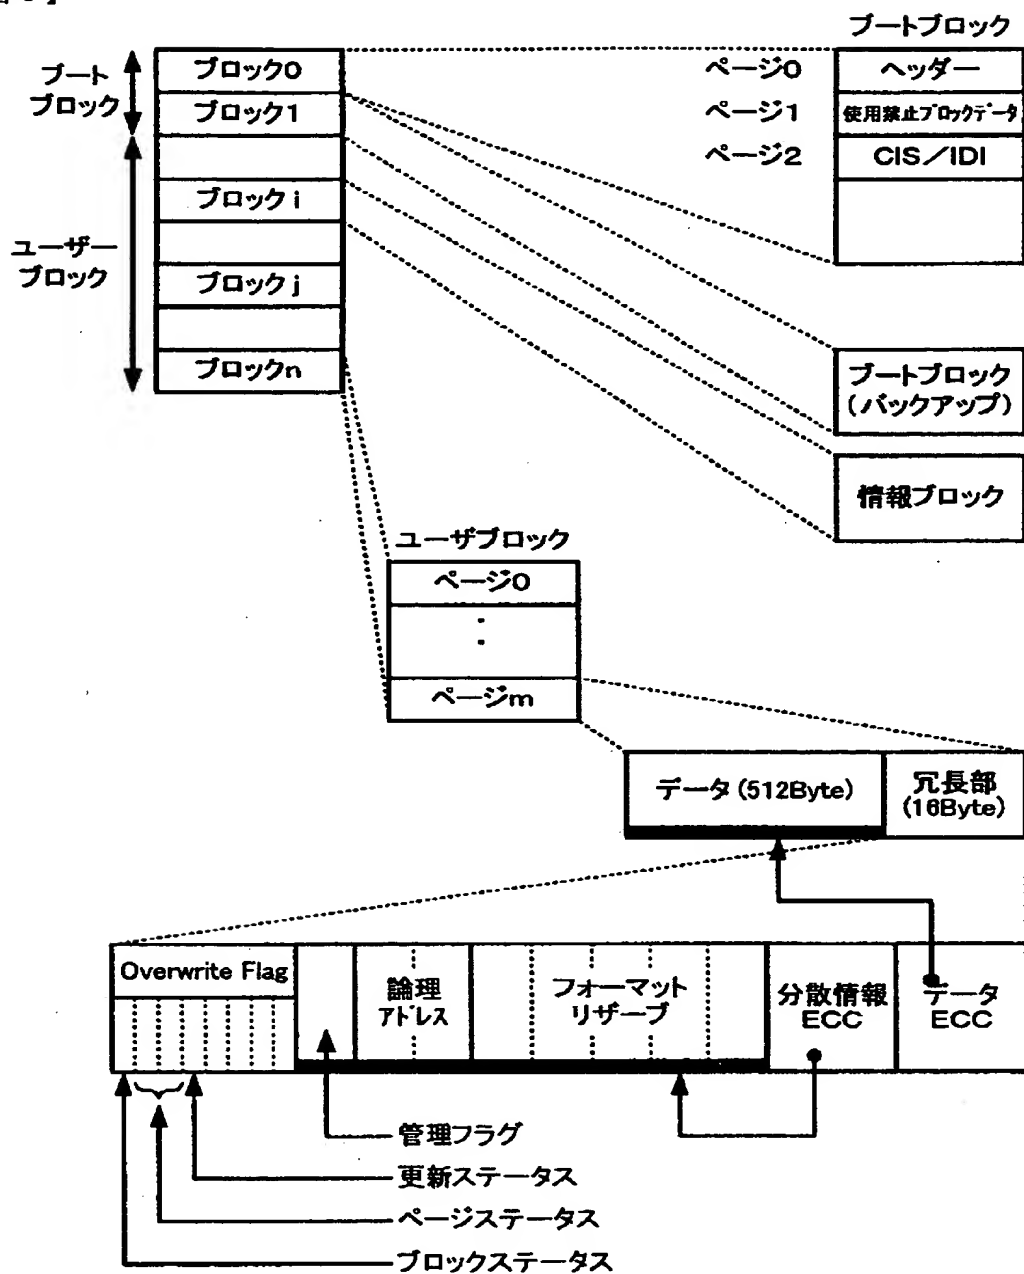 ブートブロック
ブート
ブロック
ブロック0
ブロック1
ページ0
ヘッダー
ページ1
使用禁止ブロックデータ
ページ2
CIS／IDI
ユーザー
ブロック
ブロックi
ブロックj
ブロックn
ブートブロック
(バックアップ)
情報ブロック
ユーザブロック
ページ0
:
ページm
データ(512Byte)
冗長部
(16Byte)
Overwrite Flag
論理
アドレス
フォーマット
リザーブ
分散情報
ECC
データ
ECC
管理フラグ
更新ステータス
ページステータス
ブロックステータス